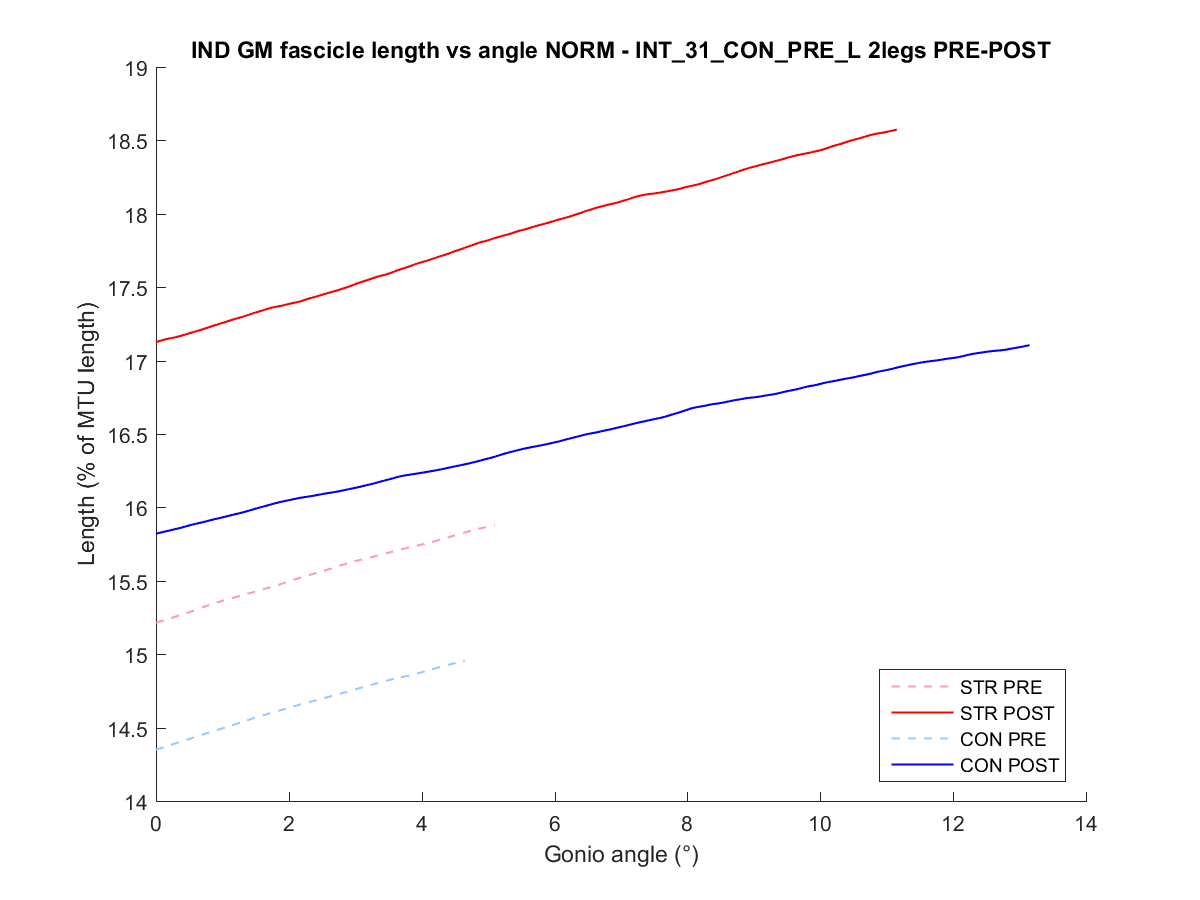 IND GM fascicle length vs angle NORM - INT_31_CON_PRE_L 2legs PRE-POST
19
18.5
18
17.5
17
16.5
16
15.5
15
14.5
14
Length (% of MTU length)
0 2 4 6 8 10 12 14
Gonio angle (°)
STR PRE
STR POST
CON PRE
CON POST